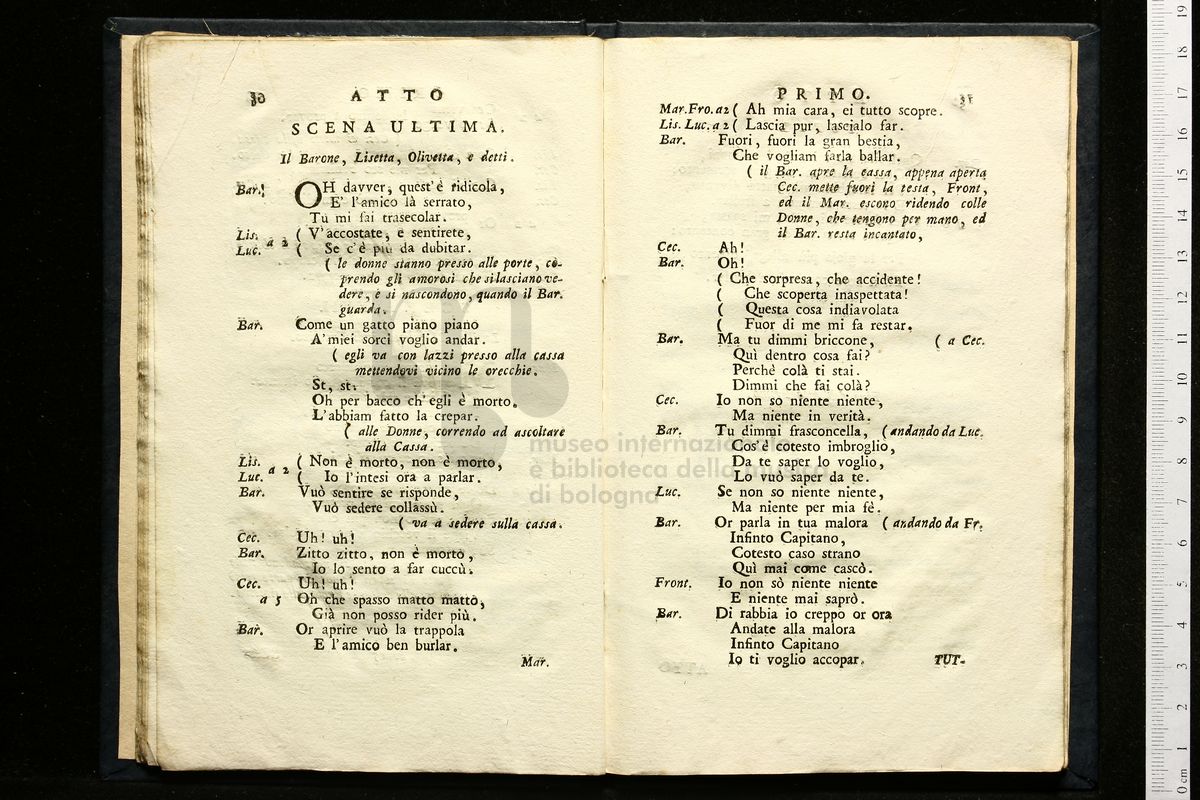 30
ATTO
SCENA ULTIMA.
Il Barone, Lisetta, Olivetta, e detti.
Bar. OH davver, quest'è ridicola,
E' l'amico là serrato,
Tu mi fai trasecolar.
Lis. ( V'accostate, e sentirete,
a 2
Luc. ( Se c'è più da dubitar.
( le donne stanno presso alle porte, co-
prendo gli amorosi che si lasciano ve-
dere, e si nascondono, quando il Bar.
guarda.
Bar. Come un gatto piano piano
A'miei sorci voglio andar.
( egli va con lazzi presso alla cassa
mettendovi vicino le orecchie.
St, st.
Oh per bacco ch'egli è morto.
L'abbiam fatto la crepar.
( alle Donne, correndo ad ascoltare
alla Cassa.
Lis. ( Non è morto, non è morto,
a 2
Luc. ( Io l'intesi ora a parlar.
Bar. Vuò sentire se risponde,
Vuò sedere collassù.
( va a sedere sulla cassa.
Cec. Uh! uh!
Bar. Zitto zitto, non è morto,
Io lo sento a far cuccù.
Cec. Uh! uh!
a 5 Oh che spasso matto matto,
Già non posso rider più.
Bar. Or aprire vuò la trappola
E l'amico ben burlar.
Mar.
PRIMO.
31
Mar.Fro. a 2 ( Ah mia cara, ei tutto scopre.
Lis. Luc. a 2 ( Lascia pur, lascialo far.
Bar. Fuori, fuori la gran bestia,
Che vogliam farla ballar.
( il Bar. apre la cassa, appena aperta
Cec. mette fuori la testa, Front,
ed il Mar. escono ridendo colle
Donne, che tengono per mano, ed
il Bar. resta incantato,
Cec. Ah!
Bar. Oh!
( Che sorpresa, che accidente!
( Che scoperta inaspettata!
( Questa cosa indiavolata
( Fuor di me mi fa restar.
Bar. Ma tu dimmi briccone, ( a Cec.
Quì dentro cosa fai?
Perchè colà ti stai.
Dimmi che fai colà?
Cec. Io non so niente niente,
Ma niente in verità.
Bar. Tu dimmi frasconcella, (andando da Luc.
Cos'è cotesto imbroglio,
Da te saper lo voglio,
Lo vuò saper da te.
Luc. Se non so niente niente,
Ma niente per mia fè.
Bar. Or parla in tua malora (andando da Fr.
Infinto Capitano,
Cotesto caso strano
Quì mai come cascò.
Front. Io non sò niente niente
E niente mai saprò.
Bar. Di rabbia io creppo or ora
Andate alla malora
Infinto Capitano
Io ti voglio accopar.
TUT-
museo internazionale
e biblioteca della musica
di bologna